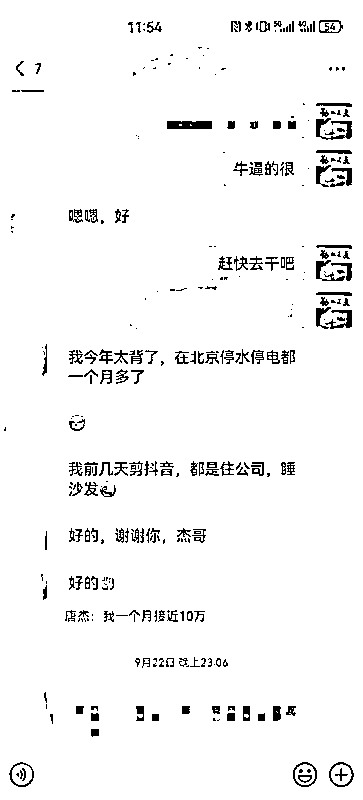 11:54
54
7
牛逼的很
嗯嗯，好
赶快去干吧
我今年太背了，在北京停水停电都
一个月多了
我前几天剪抖音，都是住公司，睡
沙发
好的，谢谢你，杰哥
好的
唐杰：我一个月接近10万
9月22日 晚上23:06